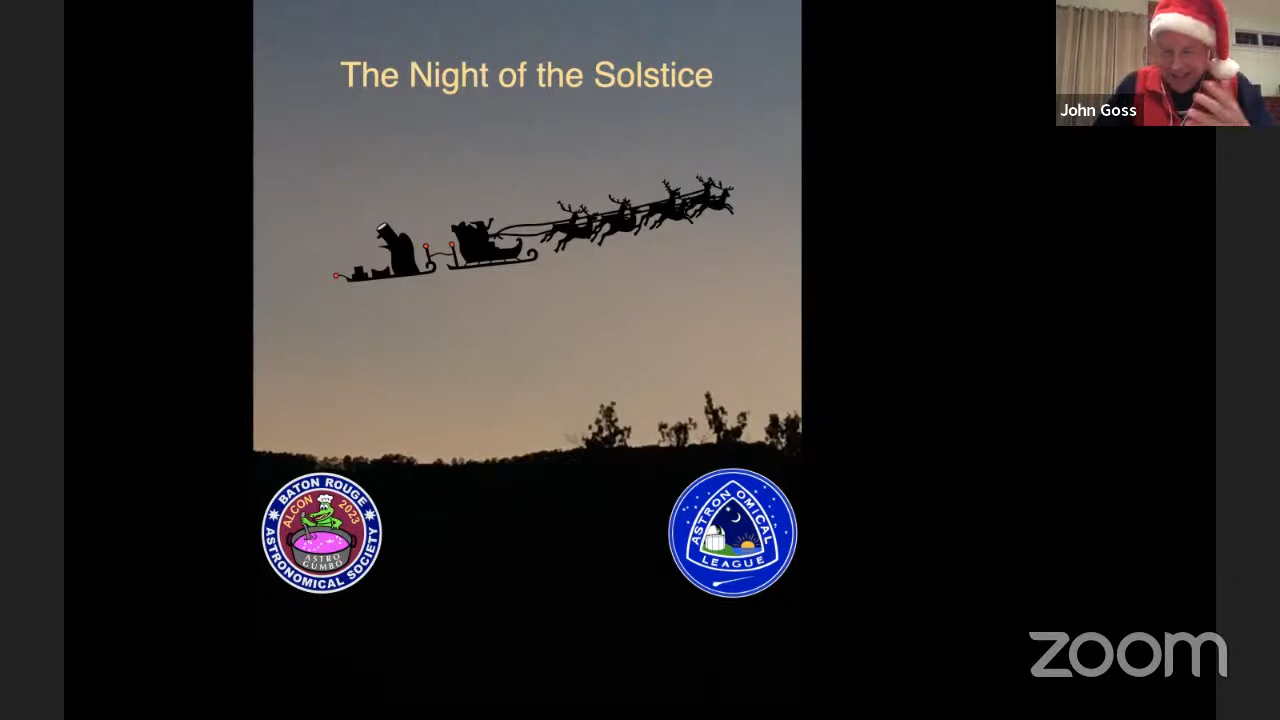 The Night of the Solstice
John Goss
BATON ROUGE
ASTRONOMICAL SOCIETY
ALCON 2023
ASTRO
GUMBO
ASTRONOMICAL
LEAGUE
zoom